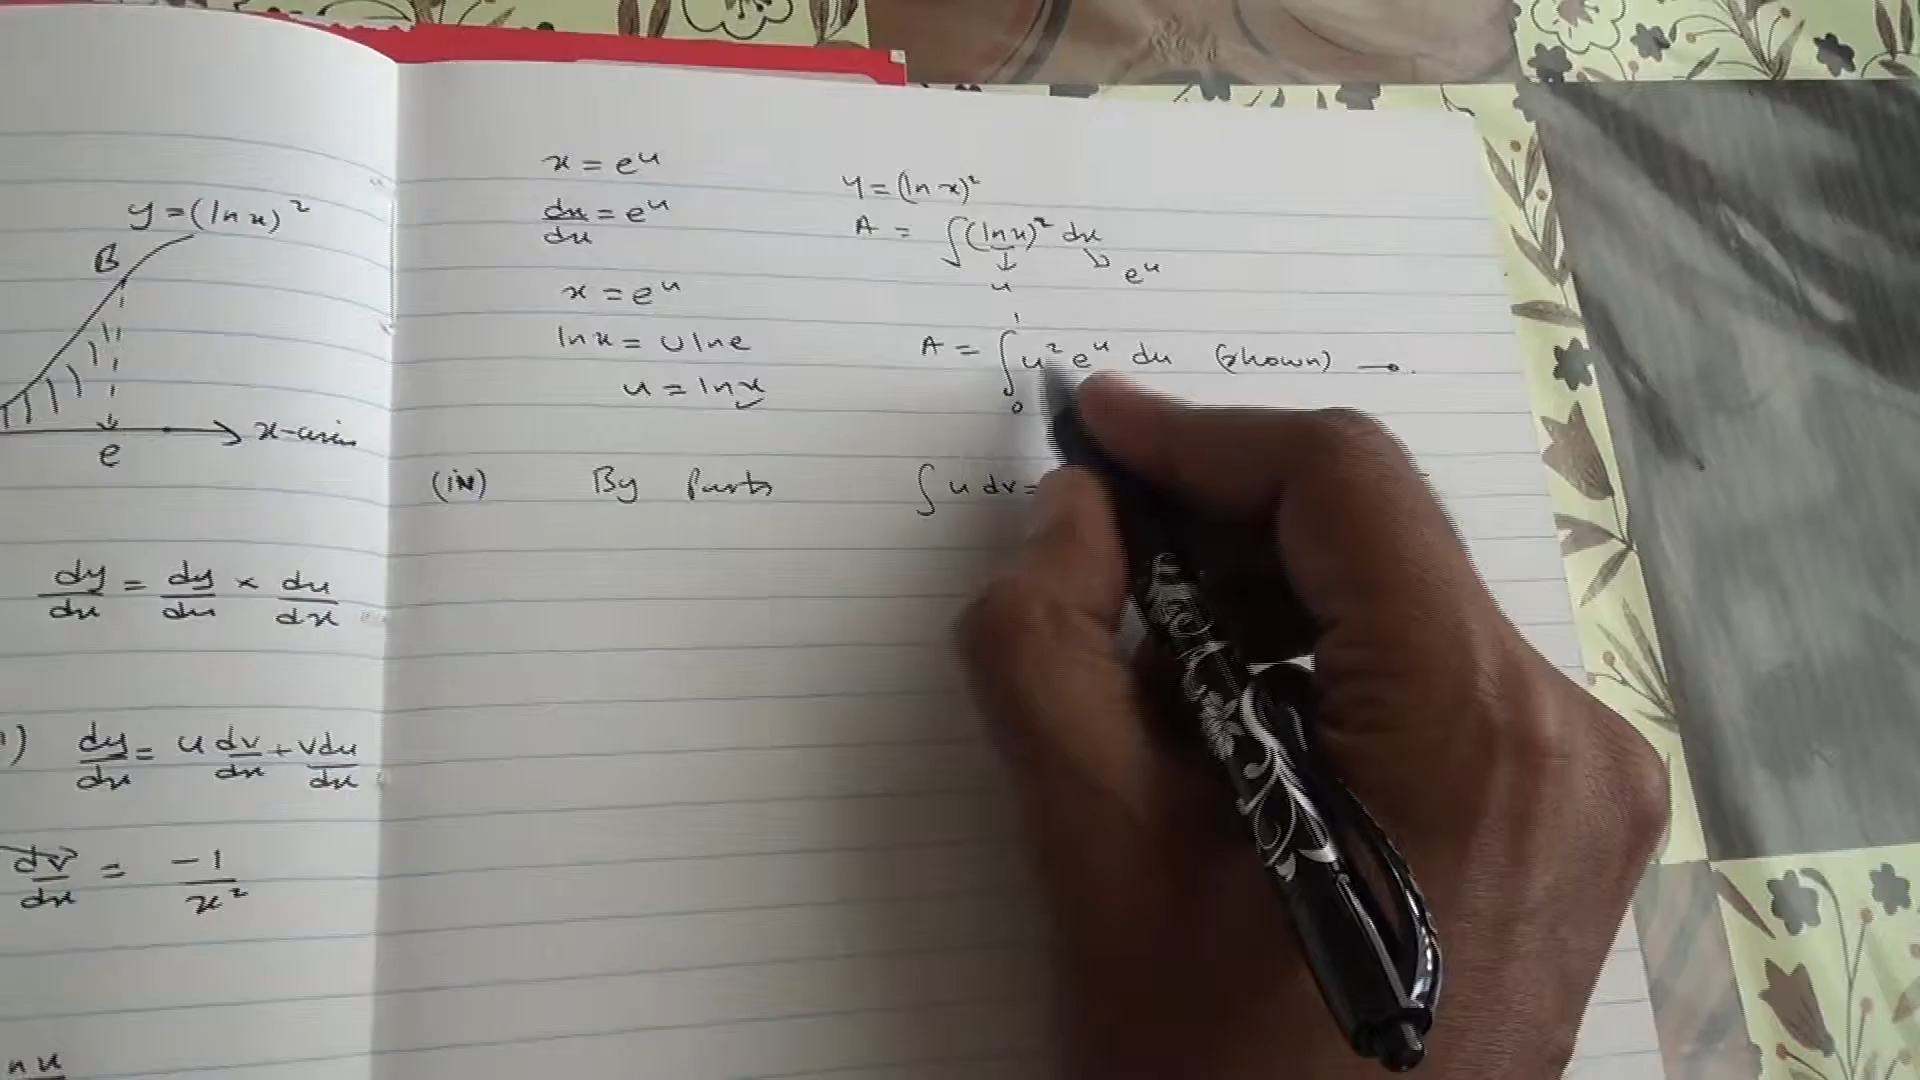 y = (ln x)²
B
x-axis
e
dy/dx = dy/du × du/dx
dy/dx = u dv/dx + v du/dx
dv/dx = -1/x²
x = e^u
dx/du = e^u
x = e^u
ln x = u ln e
u = ln x
y = (ln x)²
A = ∫(ln x)² dx
u
e^u
A = ∫₀¹ u² e^u du (shown)
(iv) By Parts ∫ u dv =